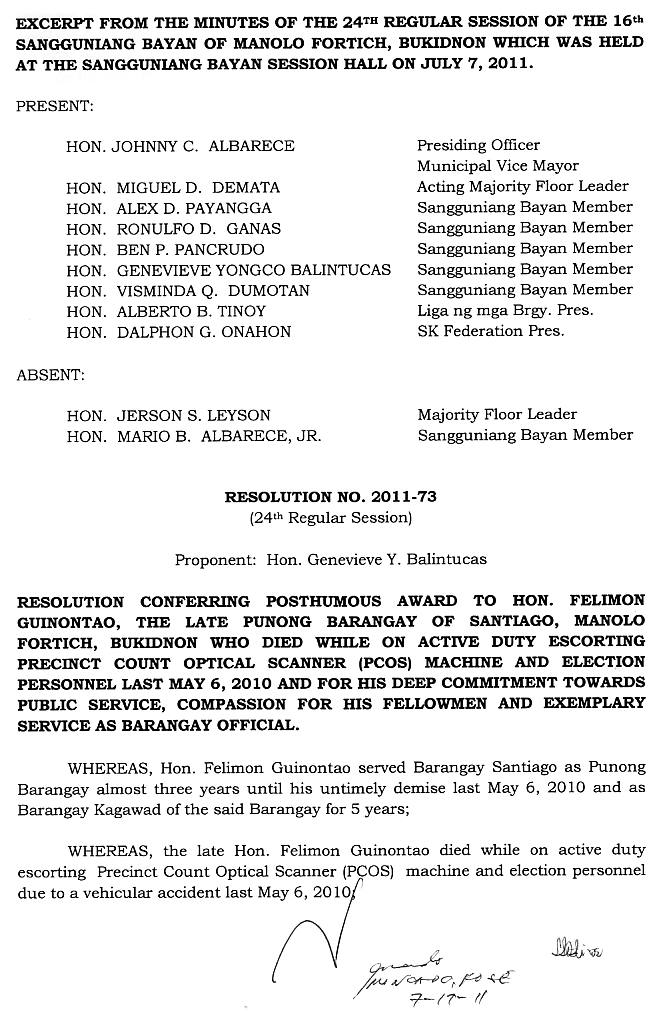 EXCERPT FROM THE MINUTES OF THE 24TH REGULAR SESSION OF THE 16th
SANGGUNIANG BAYAN OF MANOLO FORTICH, BUKIDNON WHICH WAS HELD
AT THE SANGGUNIANG BAYAN SESSION HALL ON JULY 7, 2011.
PRESENT:
HON. JOHNNY C. ALBARECE Presiding Officer
Municipal Vice Mayor
HON. MIGUEL D. DEMATA Acting Majority Floor Leader
HON. ALEX D. PAYANGGA Sangguniang Bayan Member
HON. RONULFO D. GANAS Sangguniang Bayan Member
HON. BEN P. PANCRUDO Sangguniang Bayan Member
HON. GENEVIEVE YONGCO BALINTUCAS Sangguniang Bayan Member
HON. VISMINDA Q. DUMOTAN Sangguniang Bayan Member
HON. ALBERTO B. TINOY Liga ng mga Brgy. Pres.
HON. DALPHON G. ONAHON SK Federation Pres.
ABSENT:
HON. JERSON S. LEYSON Majority Floor Leader
HON. MARIO B. ALBARECE, JR. Sangguniang Bayan Member
RESOLUTION NO. 2011-73
(24th Regular Session)
Proponent: Hon. Genevieve Y. Balintucas
RESOLUTION CONFERRING POSTHUMOUS AWARD TO HON. FELIMON
GUINONTAO, THE LATE PUNONG BARANGAY OF SANTIAGO, MANOLO
FORTICH, BUKIDNON WHO DIED WHILE ON ACTIVE DUTY ESCORTING
PRECINCT COUNT OPTICAL SCANNER (PCOS) MACHINE AND ELECTION
PERSONNEL LAST MAY 6, 2010 AND FOR HIS DEEP COMMITMENT TOWARDS
PUBLIC SERVICE, COMPASSION FOR HIS FELLOWMEN AND EXEMPLARY
SERVICE AS BARANGAY OFFICIAL.
WHEREAS, Hon. Felimon Guinontao served Barangay Santiago as Punong
Barangay almost three years until his untimely demise last May 6, 2010 and as
Barangay Kagawad of the said Barangay for 5 years;
WHEREAS, the late Hon. Felimon Guinontao died while on active duty
escorting Precinct Count Optical Scanner (PCOS) machine and election personnel
due to a vehicular accident last May 6, 2010;
7-17-11